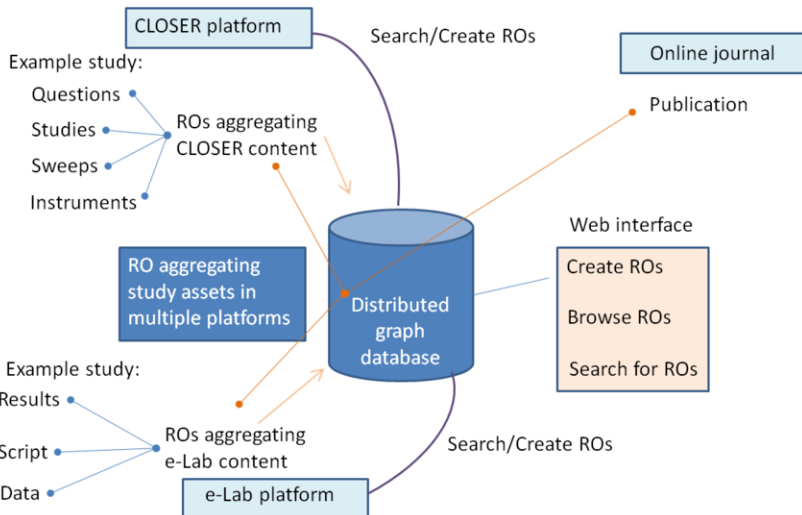 CLOSER platform
Search/Create ROs
Online journal
Example study:
Questions
Studies
Sweeps
Instruments
ROs aggregating
CLOSER content
Publication
Web interface
Create ROs
Browse ROs
Search for ROs
RO aggregating
study assets in
multiple platforms
Distributed
graph
database
Example study:
Results
Script
Data
ROs aggregating
e-Lab content
Search/Create ROs
e-Lab platform